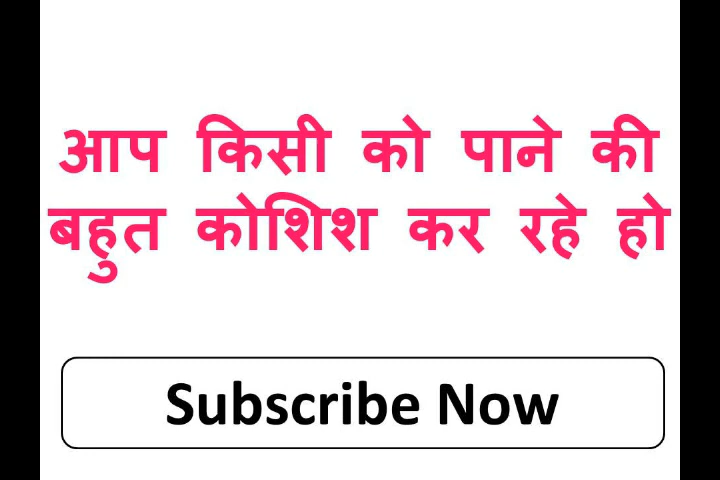 आप किसी को पाने की
बहुत कोशिश कर रहे हो
Subscribe Now